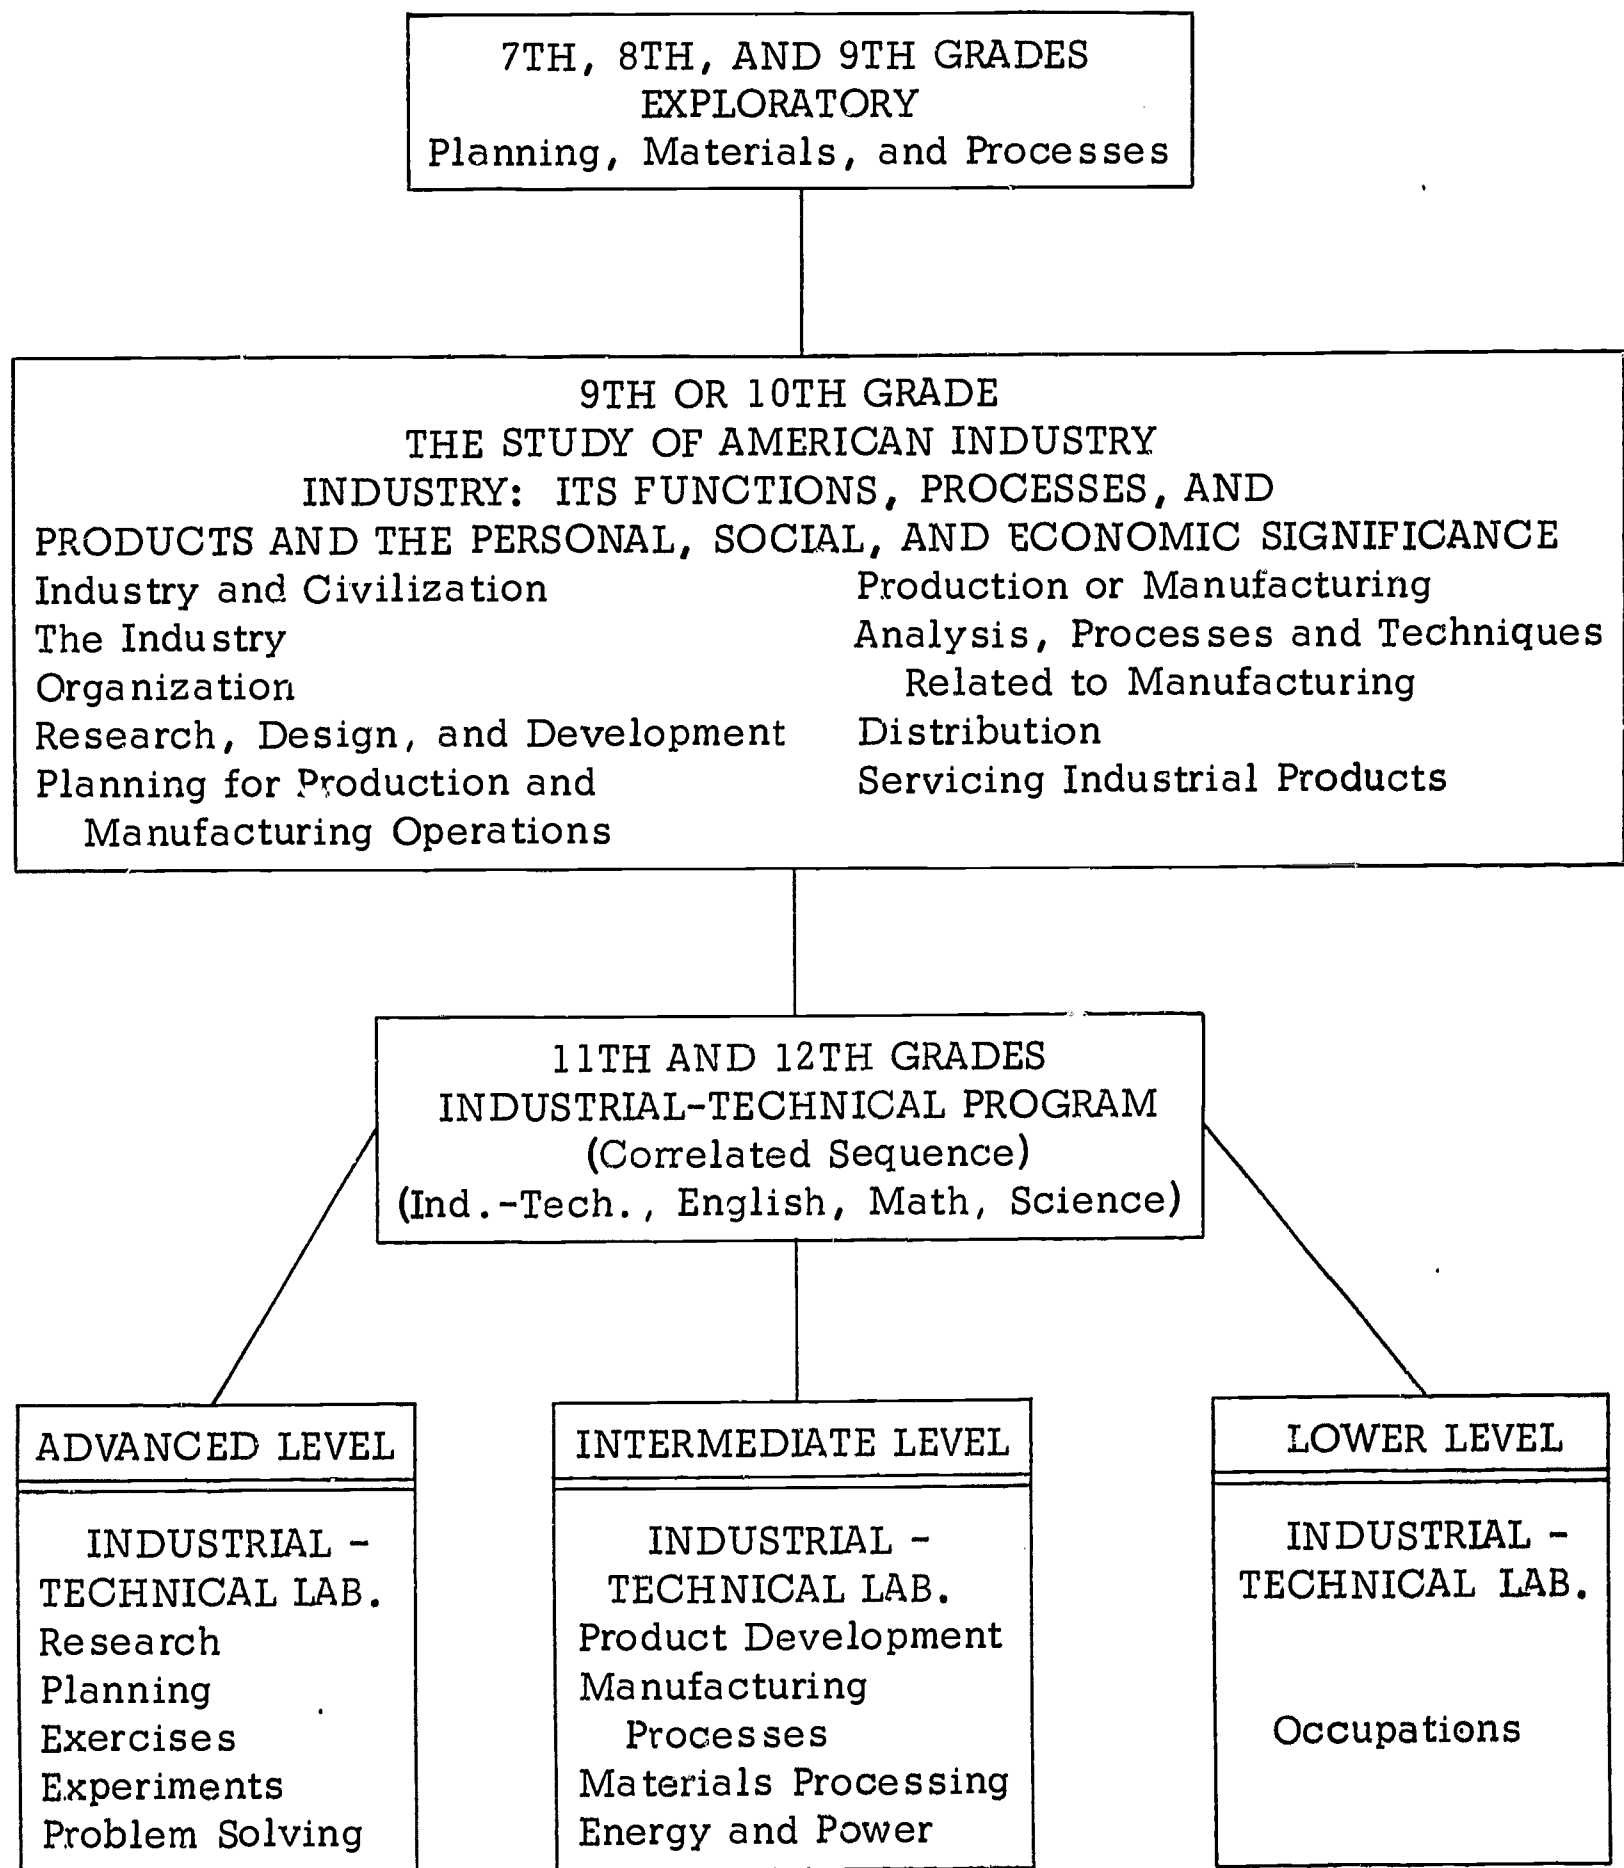 7TH, 8TH, AND 9TH GRADES
EXPLORATORY
Planning, Materials, and Processes
9TH OR 10TH GRADE
THE STUDY OF AMERICAN INDUSTRY
INDUSTRY: ITS FUNCTIONS, PROCESSES, AND
PRODUCTS AND THE PERSONAL, SOCIAL, AND ECONOMIC SIGNIFICANCE
Industry and Civilization
The Industry
Organization
Research, Design, and Development
Planning for Production and
Manufacturing Operations
Production or Manufacturing
Analysis, Processes and Techniques
Related to Manufacturing
Distribution
Servicing Industrial Products
11TH AND 12TH GRADES
INDUSTRIAL-TECHNICAL PROGRAM
(Correlated Sequence)
(Ind.-Tech., English, Math, Science)
ADVANCED LEVEL
INDUSTRIAL -
TECHNICAL LAB.
Research
Planning
Exercises
Experiments
Problem Solving
INTERMEDIATE LEVEL
INDUSTRIAL -
TECHNICAL LAB.
Product Development
Manufacturing
Processes
Materials Processing
Energy and Power
LOWER LEVEL
INDUSTRIAL -
TECHNICAL LAB.
Occupations